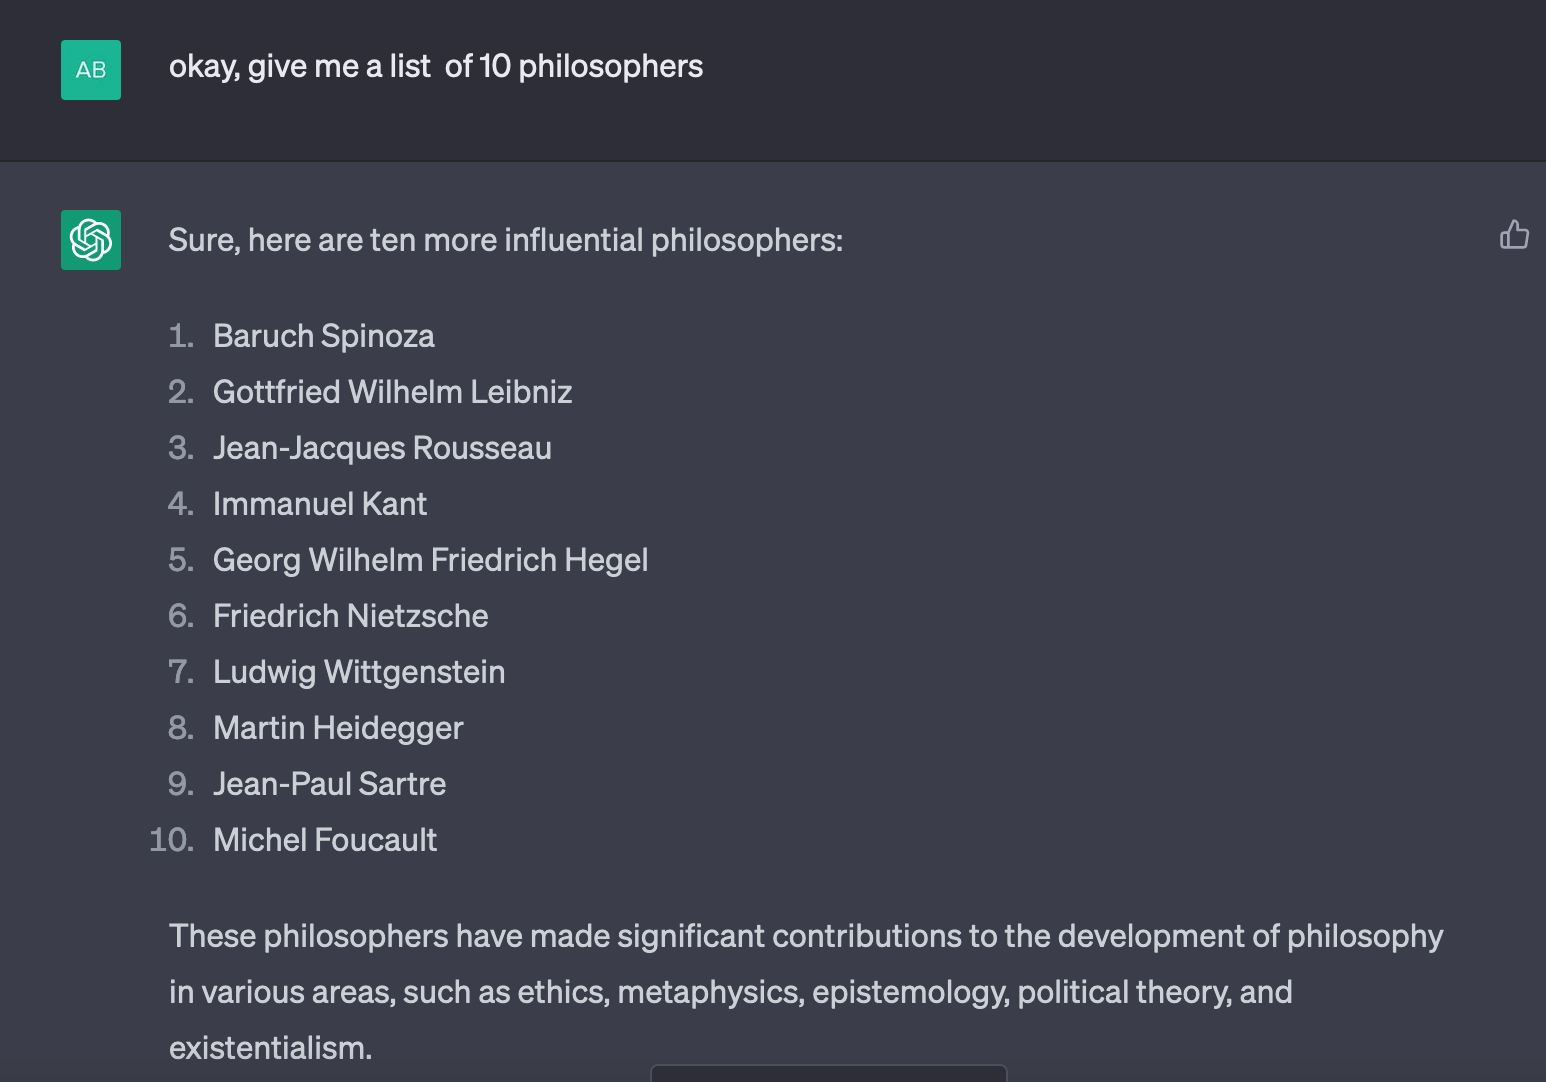 AB
okay, give me a list  of 10 philosophers
Sure, here are ten more influential philosophers:
1. Baruch Spinoza
2. Gottfried Wilhelm Leibniz
3. Jean-Jacques Rousseau
4. Immanuel Kant
5. Georg Wilhelm Friedrich Hegel
6. Friedrich Nietzsche
7. Ludwig Wittgenstein
8. Martin Heidegger
9. Jean-Paul Sartre
10. Michel Foucault
These philosophers have made significant contributions to the development of philosophy
in various areas, such as ethics, metaphysics, epistemology, political theory, and
existentialism.